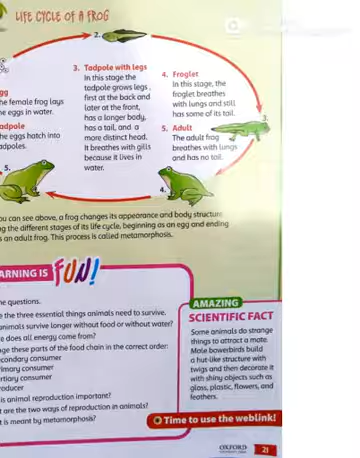 LIFE CYCLE OF A FROG
2.
3. Tadpole with legs
In this stage the
tadpole grows legs,
first at the back and
later at the front,
has a longer body,
has a tail, and a
more distinct head.
It breathes with gills
because it lives in
water.
4. Froglet
In this stage, the
froglet breathes
with lungs and still
has some of its tail.
5. Adult
The adult frog
breathes with lungs
and has no tail.
gg
he female frog lays
he eggs in water.
adpole
he eggs hatch into
adpoles.
3.
5.
4.
ou can see above, a frog changes its appearance and body structure
g the different stages of its life cycle, beginning as an egg and ending
s an adult frog. This process is called metamorphosis.
ARNING IS FUN!
he questions.
e the three essential things animals need to survive.
animals survive longer without food or without water?
e does all energy come from?
nge these parts of the food chain in the correct order:
condary consumer
imary consumer
rtiary consumer
roducer
is animal reproduction important?
t are the two ways of reproduction in animals?
t is meant by metamorphosis?
AMAZING
SCIENTIFIC FACT
Some animals do strange
things to attract a mate.
Male bowerbirds build
a hut-like structure with
twigs and then decorate it
with shiny objects such as
glass, plastic, flowers, and
feathers.
Time to use the weblink!
OXFORD
21